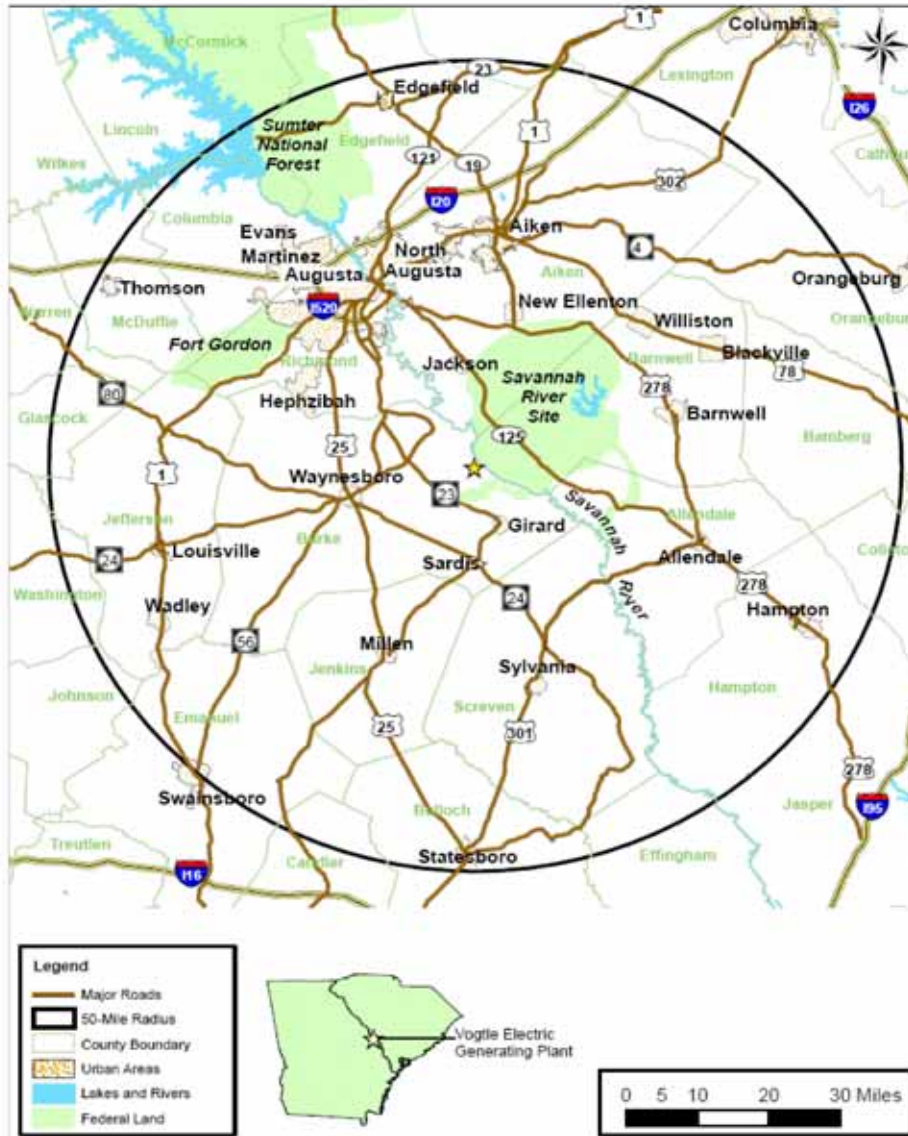 1
Columbia
McCormick
23
Lexington
Edgefield
I26
Lincoln
Sumter
National
Forest
Edgefield
1
Wilkes
121
19
Calhou
302
I20
Columbia
Evans
Martinez
Augusta
North
Augusta
Aiken
4
Aiken
Orangeburg
Thomson
I520
New Ellenton
Warren
McDuffie
Williston
Orangebur
Fort Gordon
Richmond
Jackson
Barnwell
Blackville
Savannah
River
Site
78
80
278
Hephzibah
Barnwell
Glascock
125
25
Bamberg
1
Waynesboro
23
Savannah
River
Jefferson
Girard
Allendale
Burke
Louisville
24
Sardis
Allendale
Colleto
Washington
24
278
Wadley
Hampton
56
Millen
Jenkins
Sylvania
Hampton
Johnson
Screven
Emanuel
25
301
278
Swainsboro
I95
Jasper
Bulloch
Treutlen
Statesboro
Effingham
Candler
I16
Legend
Major Roads
50-Mile Radius
County Boundary
Urban Areas
Lakes and Rivers
Federal Land
Vogtle Electric
Generating Plant
0 5 10 20 30 Miles